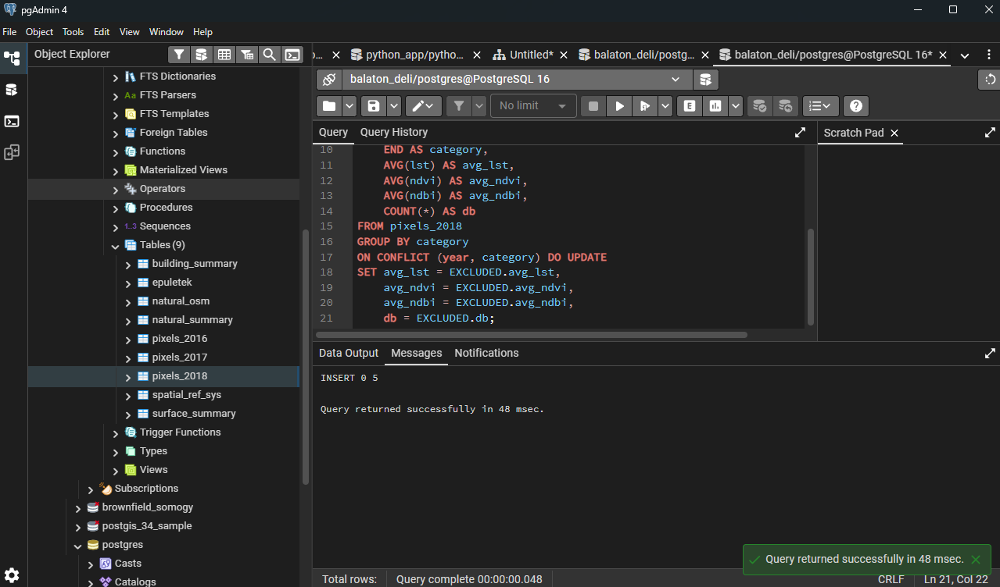 pgAdmin 4
File Object Tools Edit View Window Help
Object Explorer
FTS Dictionaries
FTS Parsers
FTS Templates
Foreign Tables
Functions
Materialized Views
Operators
Procedures
1..3 Sequences
Tables (9)
building_summary
epuletek
natural_osm
natural_summary
pixels_2016
pixels_2017
pixels_2018
spatial_ref_sys
surface_summary
Trigger Functions
Types
Views
Subscriptions
brownfield_somogy
postgis_34_sample
postgres
Casts
Catalogs
python_app/pytho... Untitled* balaton_deli/postg... balaton_deli/postgres@PostgreSQL 16*
balaton_deli/postgres@PostgreSQL 16
No limit
Query Query History
Scratch Pad
10 END AS category,
11 AVG(lst) AS avg_lst,
12 AVG(ndvi) AS avg_ndvi,
13 AVG(ndbi) AS avg_ndbi,
14 COUNT(*) AS db
15 FROM pixels_2018
16 GROUP BY category
17 ON CONFLICT (year, category) DO UPDATE
18 SET avg_lst = EXCLUDED.avg_lst,
19 avg_ndvi = EXCLUDED.avg_ndvi,
20 avg_ndbi = EXCLUDED.avg_ndbi,
21 db = EXCLUDED.db;
Data Output Messages Notifications
INSERT 0 5
Query returned successfully in 48 msec.
Query returned successfully in 48 msec.
Total rows: Query complete 00:00:00.048 CRLF Ln 21, Col 22